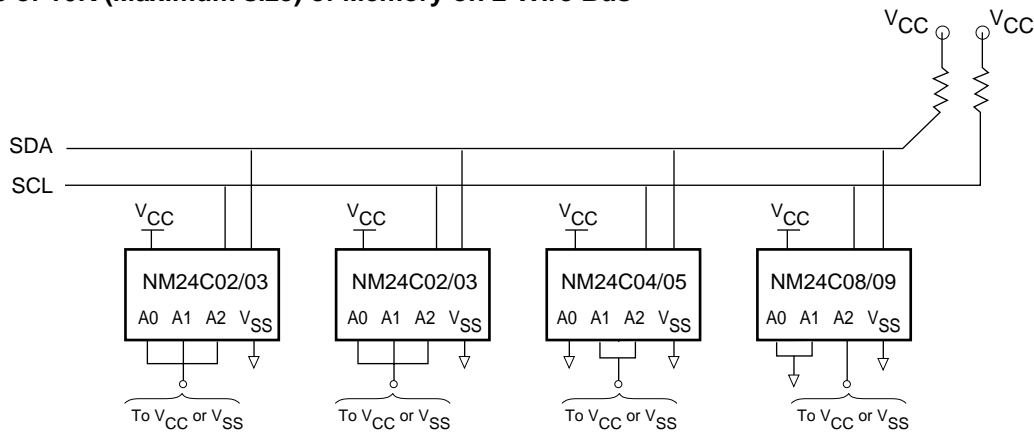 VCC VCC
SDA
SCL
VCC VCC VCC VCC
NM24C02/03 NM24C02/03 NM24C04/05 NM24C08/09
A0 A1 A2 VSS A0 A1 A2 VSS A0 A1 A2 VSS A0 A1 A2 VSS
To VCC or VSS To VCC or VSS To VCC or VSS To VCC or VSS